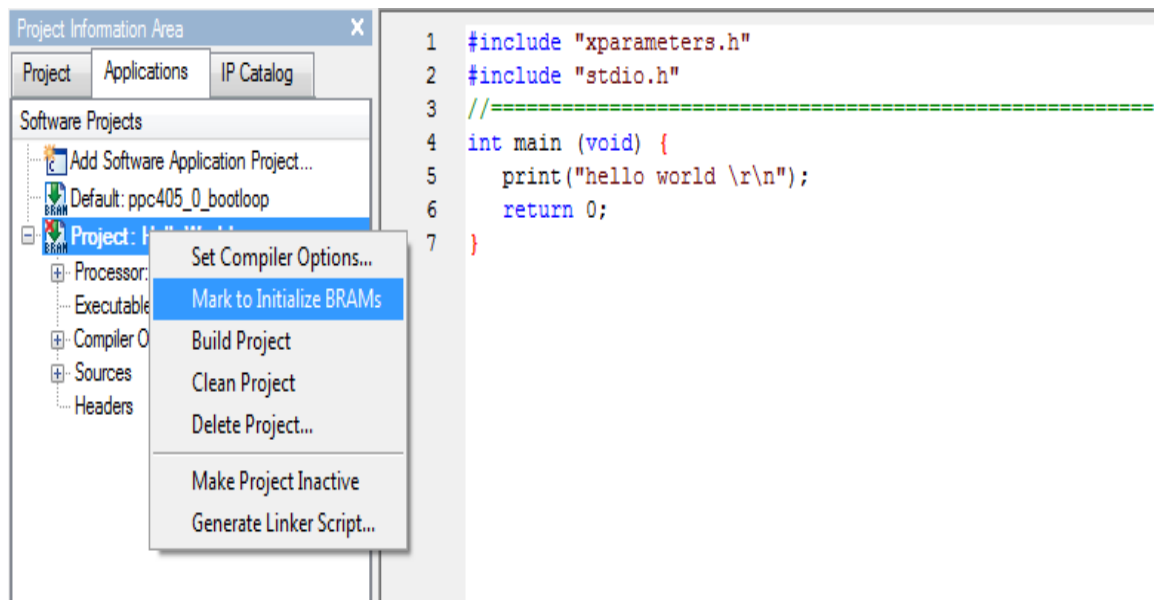 Project Information Area
Project Applications IP Catalog
Software Projects
Add Software Application Project...
BRAM
Default: ppc405_0_bootloop
BRAM
Project:
Processor:
Executable
Compiler O
Sources
Headers
Set Compiler Options...
Mark to Initialize BRAMs
Build Project
Clean Project
Delete Project...
Make Project Inactive
Generate Linker Script...
1 #include "xparameters.h"
2 #include "stdio.h"
3 //==========================================================
4 int main (void) {
5 print("hello world \r\n");
6 return 0;
7 }